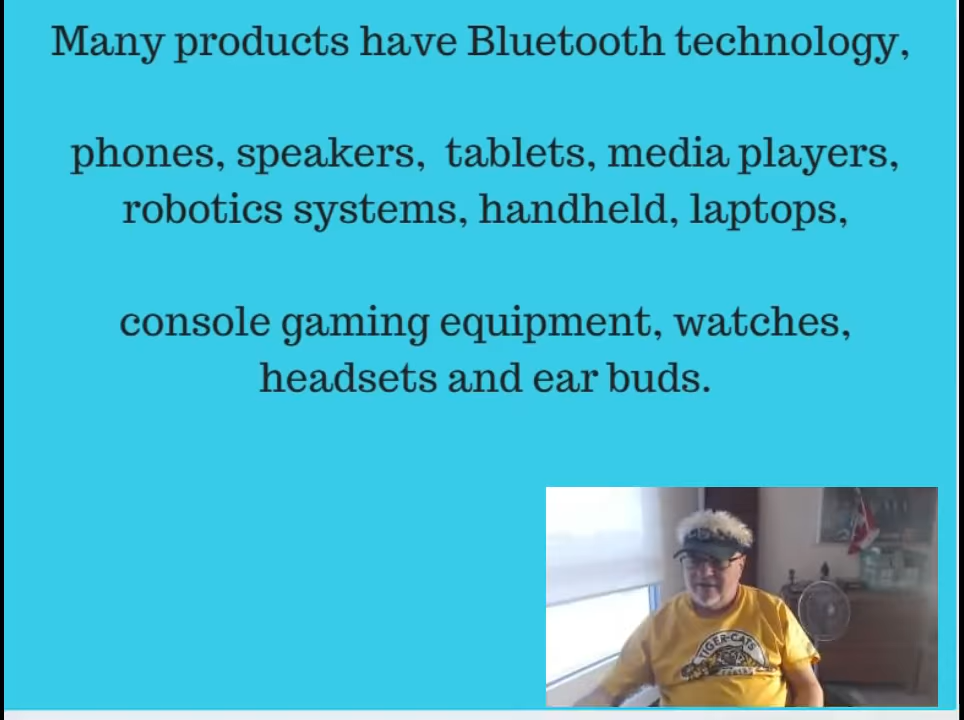 Many products have Bluetooth technology,
phones, speakers, tablets, media players,
robotics systems, handheld, laptops,
console gaming equipment, watches,
headsets and ear buds.
TIGER-CATS